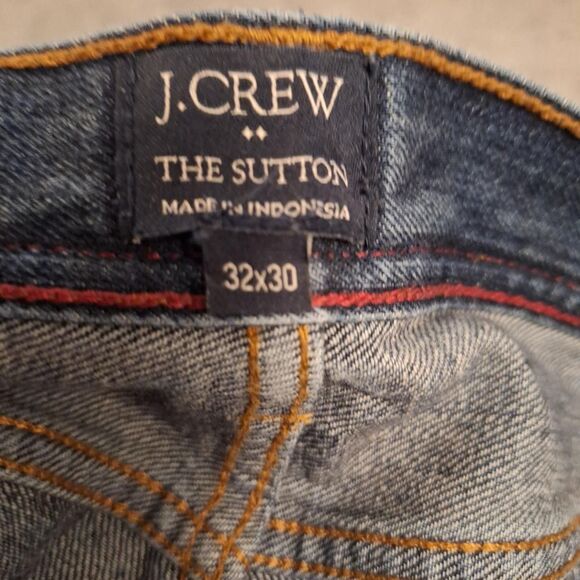 J.CREW
THE SUTTON
MADE IN INDONESIA
32x30